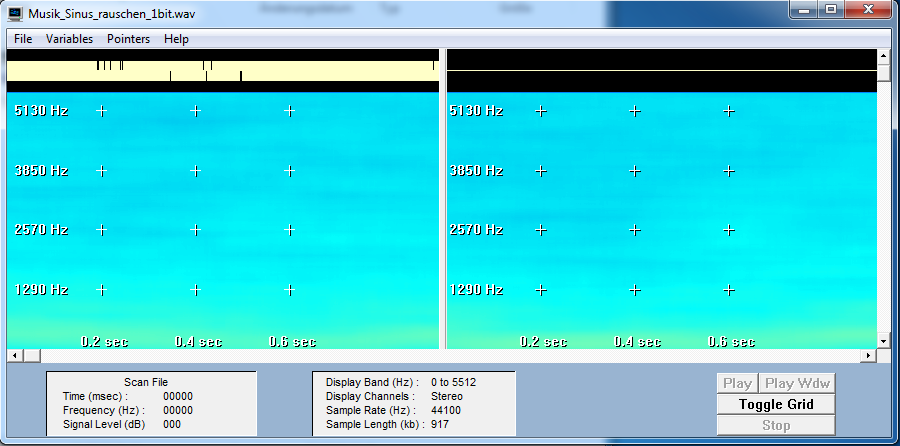 Änderungsdatum Typ Größe
Musik_Sinus_rauschen_1bit.wav
File Variables Pointers Help
5130 Hz 5130 Hz
3850 Hz 3850 Hz
2570 Hz 2570 Hz
1290 Hz 1290 Hz
0.2 sec 0.4 sec 0.6 sec 0.2 sec 0.4 sec 0.6 sec
Scan File
Time (msec) : 00000
Frequency (Hz) : 00000
Signal Level (dB) 000
Display Band (Hz) : 0 to 5512
Display Channels : Stereo
Sample Rate (Hz) : 44100
Sample Length (kb) : 917
Play Play Wdw
Toggle Grid
Stop